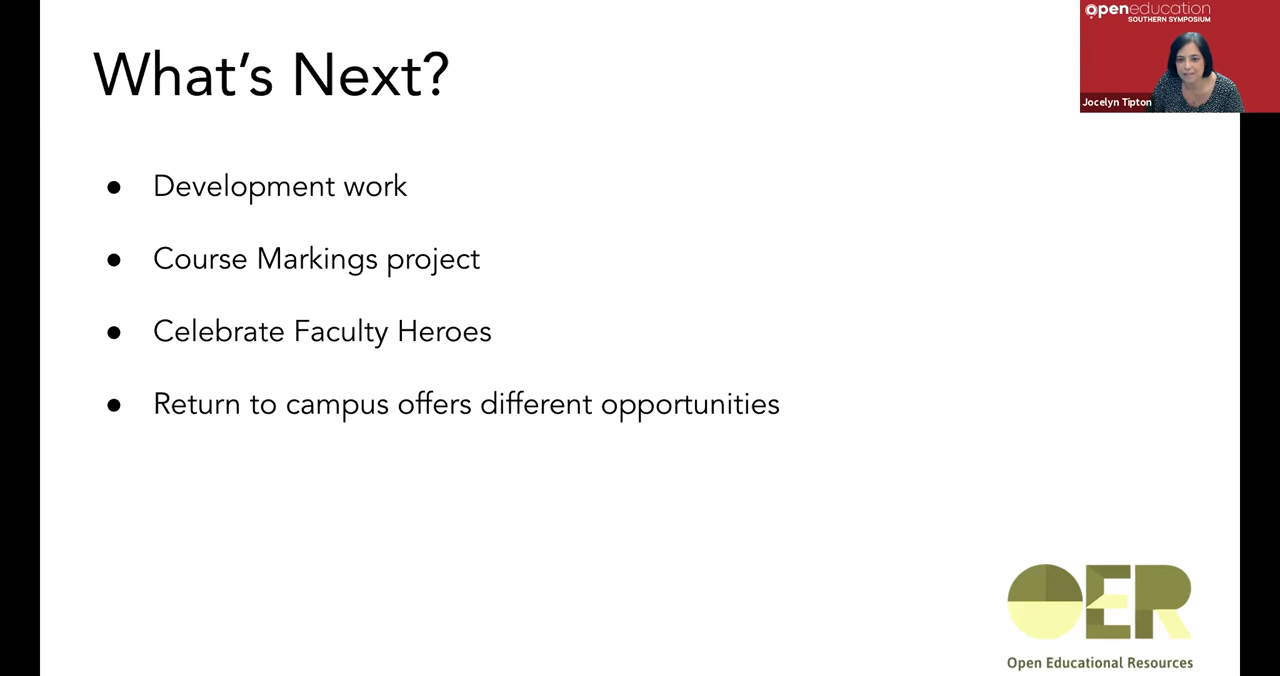 What's Next?
openeducation
SOUTHERN SYMPOSIUM
Jocelyn Tipton
● Development work
● Course Markings project
● Celebrate Faculty Heroes
● Return to campus offers different opportunities
OER
Open Educational Resources